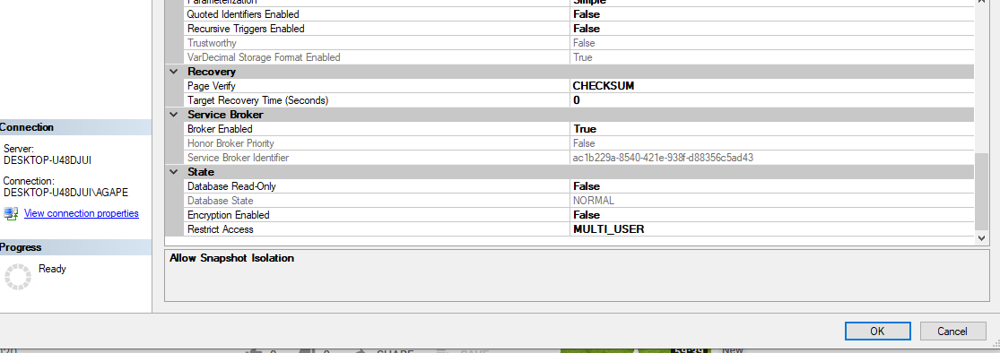 Parameterization Simple
Quoted Identifiers Enabled False
Recursive Triggers Enabled False
Trustworthy False
VarDecimal Storage Format Enabled True
Recovery
Page Verify CHECKSUM
Target Recovery Time (Seconds) 0
Service Broker
Broker Enabled True
Honor Broker Priority False
Service Broker Identifier ac1b229a-8540-421e-938f-d88356c5ad43
State
Database Read-Only False
Database State NORMAL
Encryption Enabled False
Restrict Access MULTI_USER
Allow Snapshot Isolation
Connection
Server:
DESKTOP-U48DJUI
Connection:
DESKTOP-U48DJUI\AGAPE
View connection properties
Progress
Ready
OK Cancel
SHARE SAVE 59:29 New